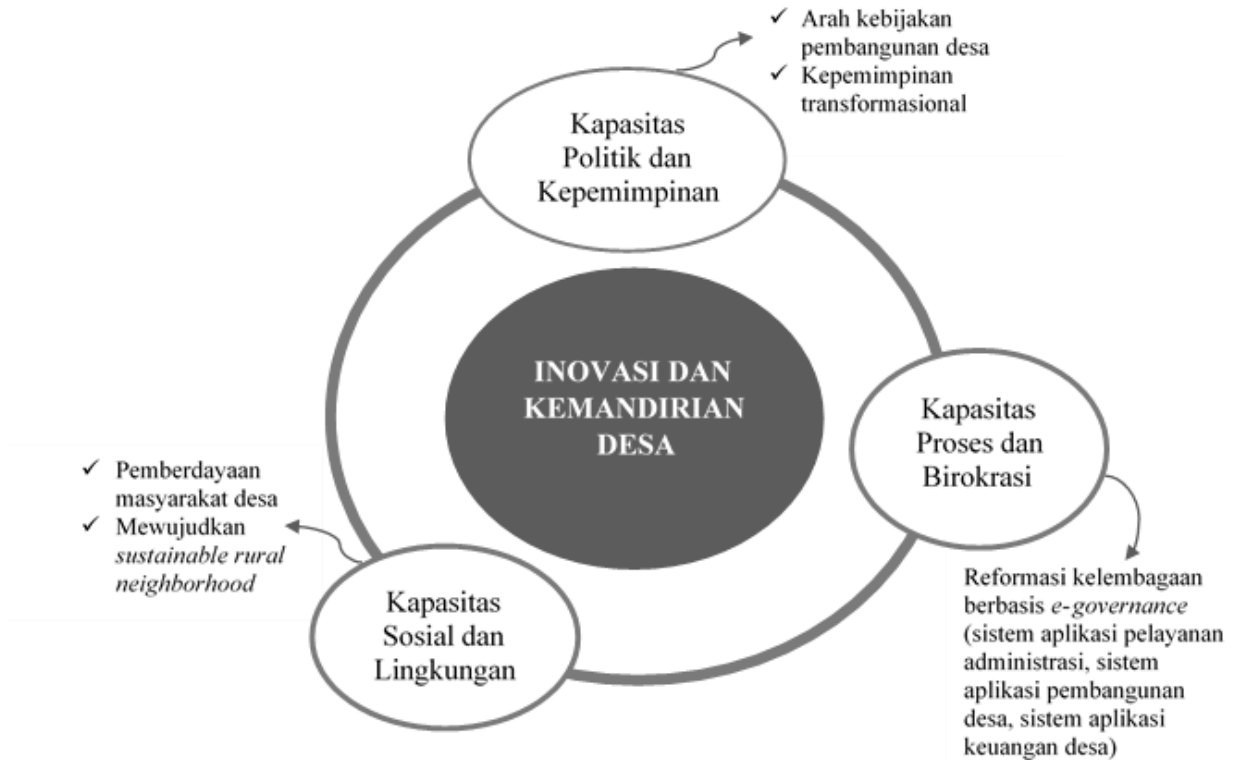 ✓ Arah kebijakan
pembangunan desa
✓ Kepemimpinan
transformasional
Kapasitas
Politik dan
Kepemimpinan
INOVASI DAN
KEMANDIRIAN
DESA
Kapasitas
Proses dan
Birokrasi
✓ Pemberdayaan
masyarakat desa
✓ Mewujudkan
sustainable rural
neighborhood
Kapasitas
Sosial dan
Lingkungan
Reformasi kelembagaan
berbasis e-governance
(sistem aplikasi pelayanan
administrasi, sistem
aplikasi pembangunan
desa, sistem aplikasi
keuangan desa)